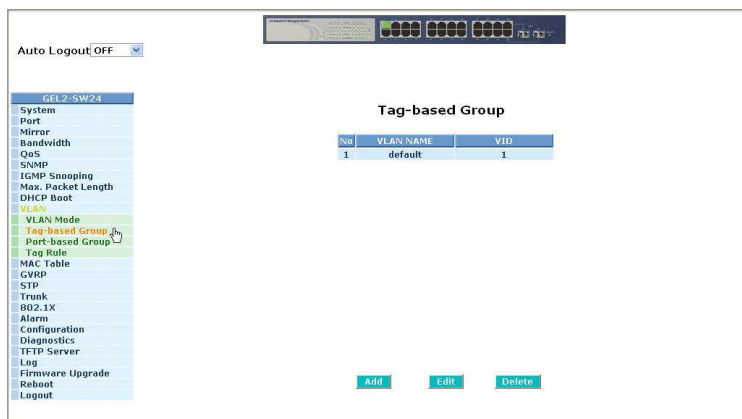 Auto Logout OFF
GEL2-SW24
System
Port
Mirror
Bandwidth
QoS
SNMP
IGMP Snooping
Max. Packet Length
DHCP Boot
VLAN
VLAN Mode
Tag-based Group
Port-based Group
Tag Rule
MAC Table
GVRP
STP
Trunk
802.1X
Alarm
Configuration
Diagnostics
TFTP Server
Log
Firmware Upgrade
Reboot
Logout
Tag-based Group
No VLAN NAME VID
1 default 1
Add Edit Delete